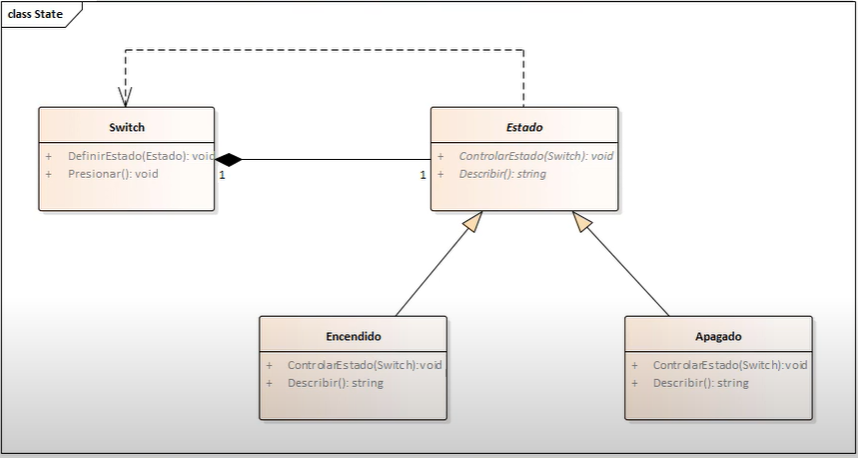 class State
Switch
+ DefinirEstado(Estado): void
+ Presionar(): void
1
1
Estado
+ ControlarEstado(Switch): void
+ Describir(): string
Encendido
+ ControlarEstado(Switch):void
+ Describir(): string
Apagado
+ ControlarEstado(Switch):void
+ Describir(): string